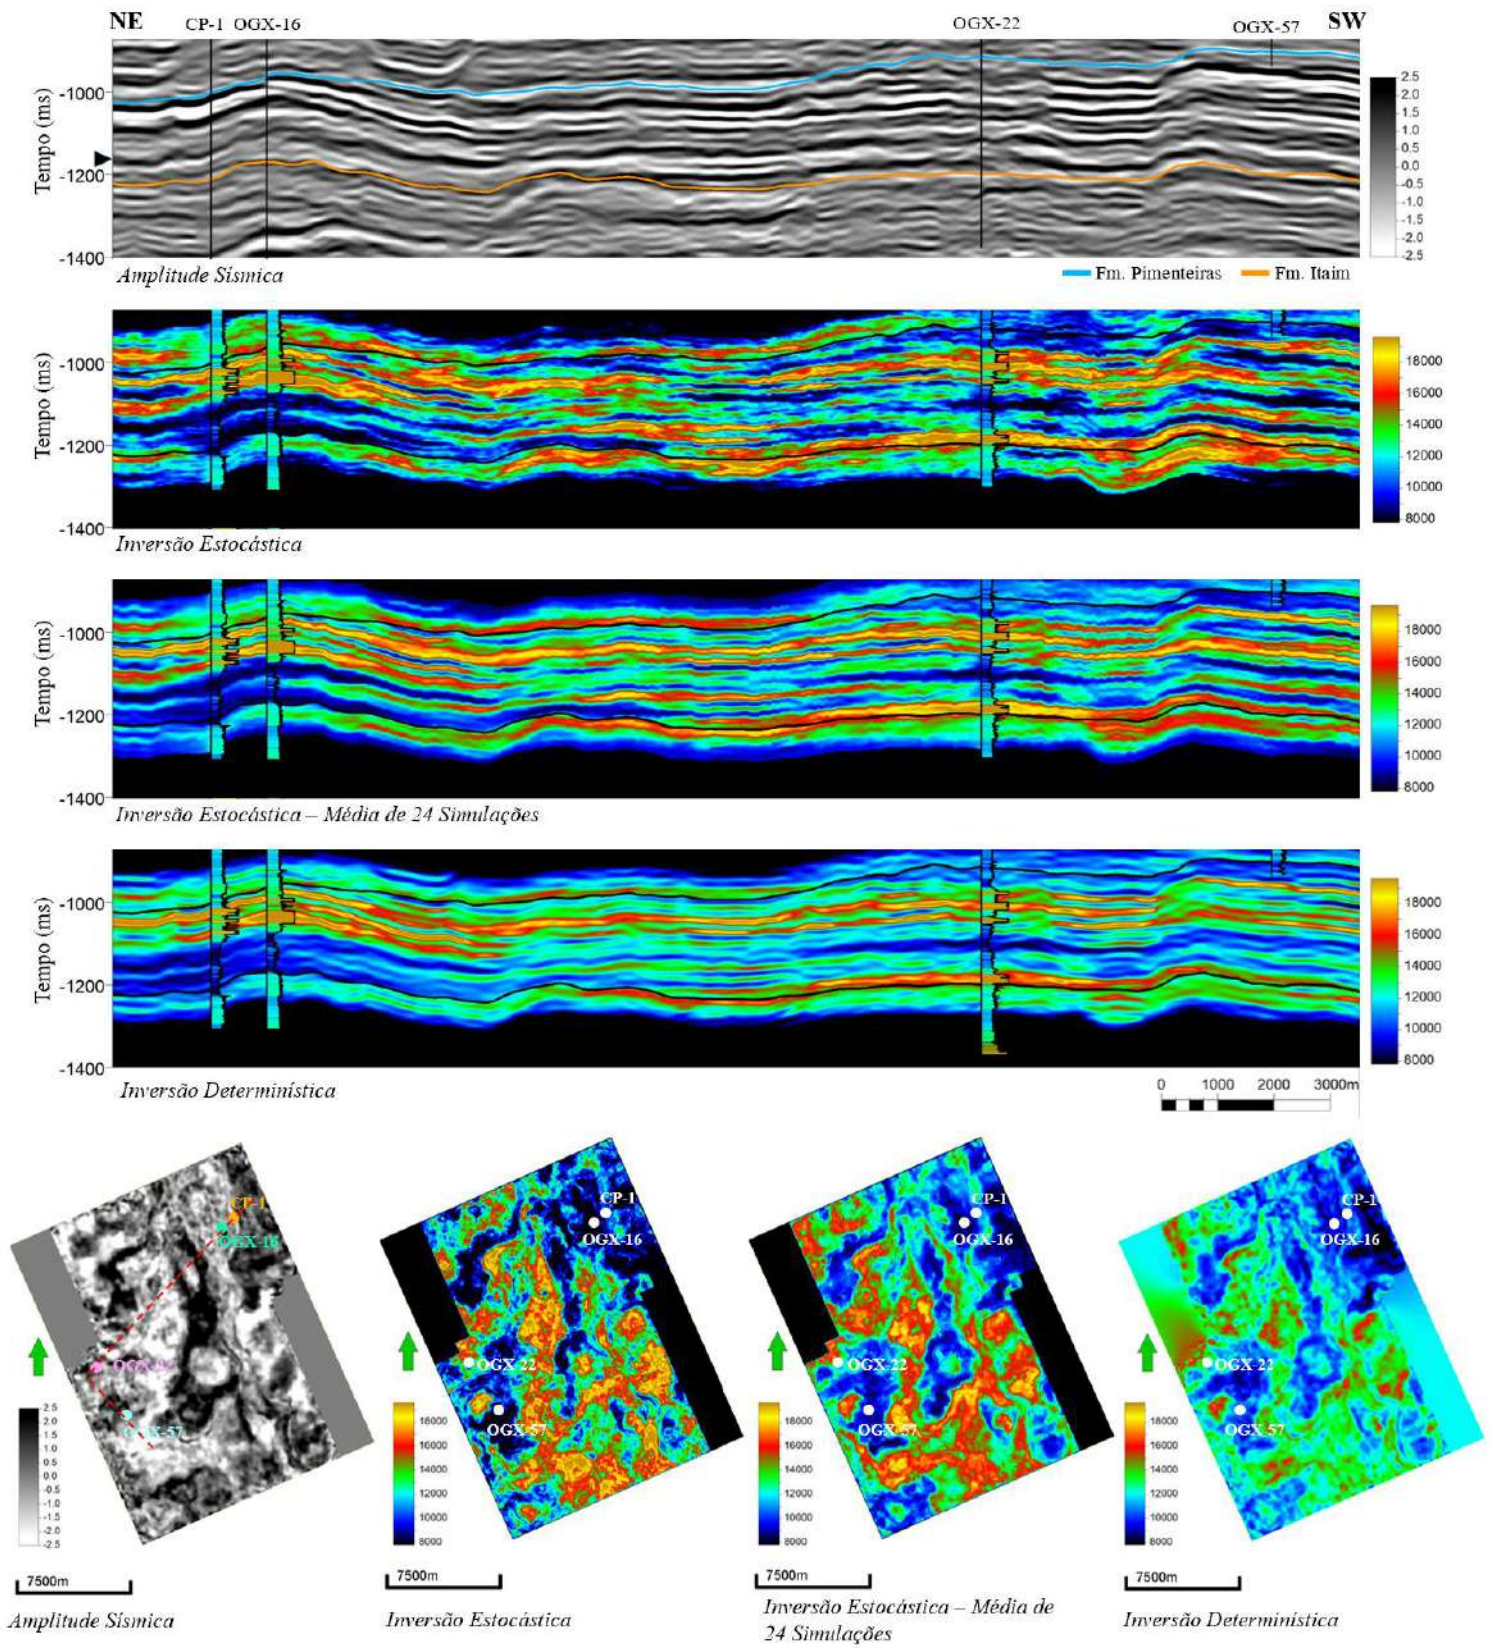 NE CP-1 OGX-16 OGX-22 OGX-57 SW
Tempo (ms)
-1000
-1200
-1400
2.5
2.0
1.5
1.0
0.5
0.0
-0.5
-1.0
-1.5
-2.0
-2.5
Amplitude Sísmica
Fm. Pimenteiras Fm. Itaim
Tempo (ms)
-1000
-1200
-1400
18000
16000
14000
12000
10000
8000
Inversão Estocástica
Tempo (ms)
-1000
-1200
-1400
18000
16000
14000
12000
10000
8000
Inversão Estocástica – Média de 24 Simulações
Tempo (ms)
-1000
-1200
-1400
18000
16000
14000
12000
10000
8000
Inversão Determinística
0 1000 2000 3000m
CP-1
OGX-16
OGX-22
OGX-57
2.5
2.0
1.5
1.0
0.5
0.0
-0.5
-1.0
-1.5
-2.0
-2.5
7500m
Amplitude Sísmica
CP-1
OGX-16
OGX-22
OGX-57
18000
16000
14000
12000
10000
8000
7500m
Inversão Estocástica
CP-1
OGX-16
OGX-22
OGX-57
18000
16000
14000
12000
10000
8000
7500m
Inversão Estocástica – Média de
24 Simulações
CP-1
OGX-16
OGX-22
OGX-57
18000
16000
14000
12000
10000
8000
7500m
Inversão Determinística